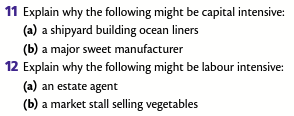 11 Explain why the following might be capital intensive:
(a) a shipyard building ocean liners
(b) a major sweet manufacturer
12 Explain why the following might be labour intensive:
(a) an estate agent
(b) a market stall selling vegetables